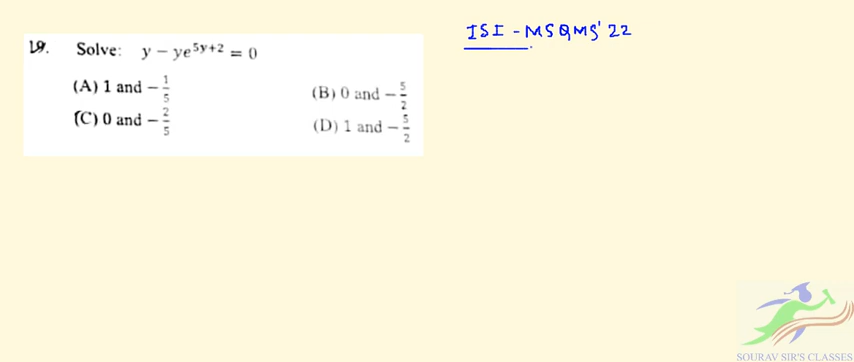 ISI - MSQMS' 22
19. Solve: y − ye^{5y+2} = 0
(A) 1 and −1/5
(B) 0 and −5/2
(C) 0 and −2/5
(D) 1 and −5/2
SOURAV SIR'S CLASSES